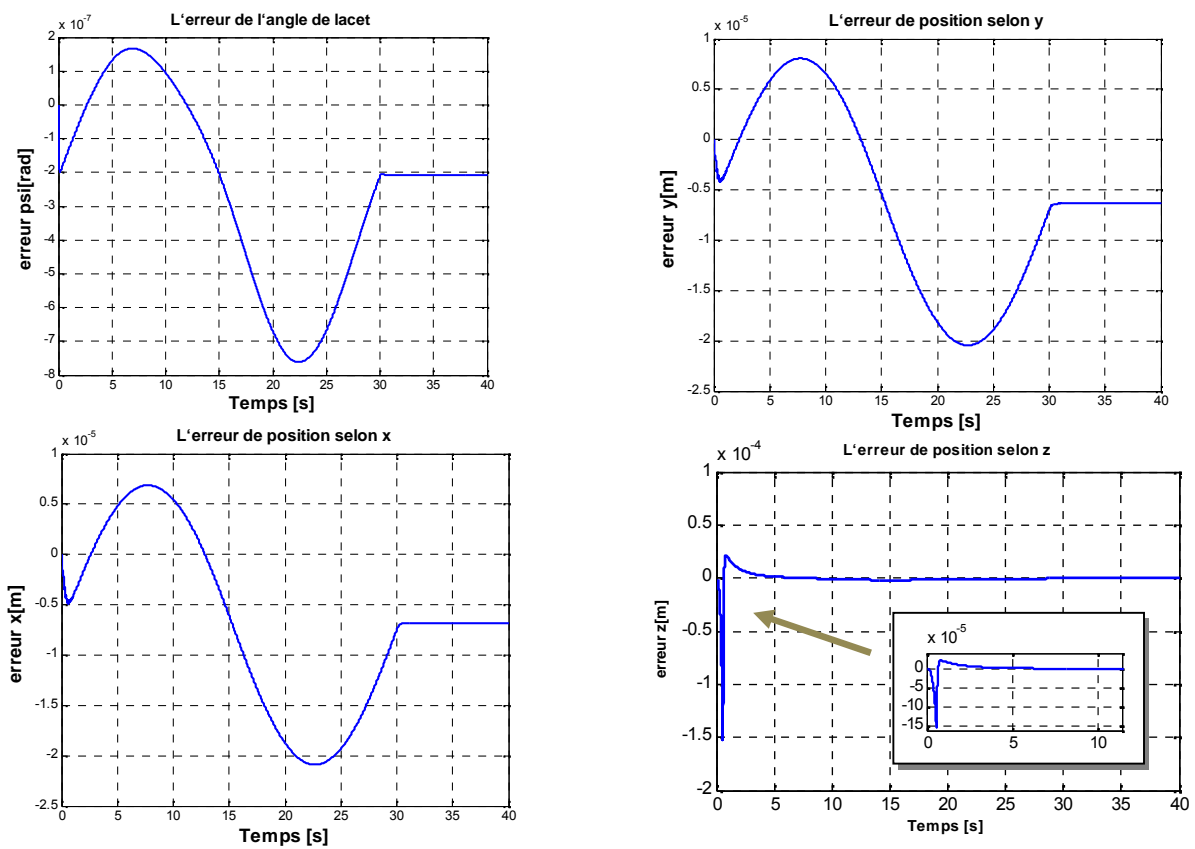 L‘erreur de l‘angle de lacet
x 10-7
2
1
0
-1
-2
-3
-4
-5
-6
-7
-8
erreur psi[rad]
0 5 10 15 20 25 30 35 40
Temps [s]
L‘erreur de position selon y
x 10-5
1
0.5
0
-0.5
-1
-1.5
-2
-2.5
erreur y[m]
0 5 10 15 20 25 30 35 40
Temps [s]
L‘erreur de position selon x
x 10-5
1
0.5
0
-0.5
-1
-1.5
-2
-2.5
erreur x[m]
0 5 10 15 20 25 30 35 40
Temps [s]
L‘erreur de position selon z
x 10-4
1
0.5
0
-0.5
-1
-1.5
-2
erreur z[m]
x 10-5
0
-5
-10
-15
0 5 10
0 5 10 15 20 25 30 35 40
Temps [s]